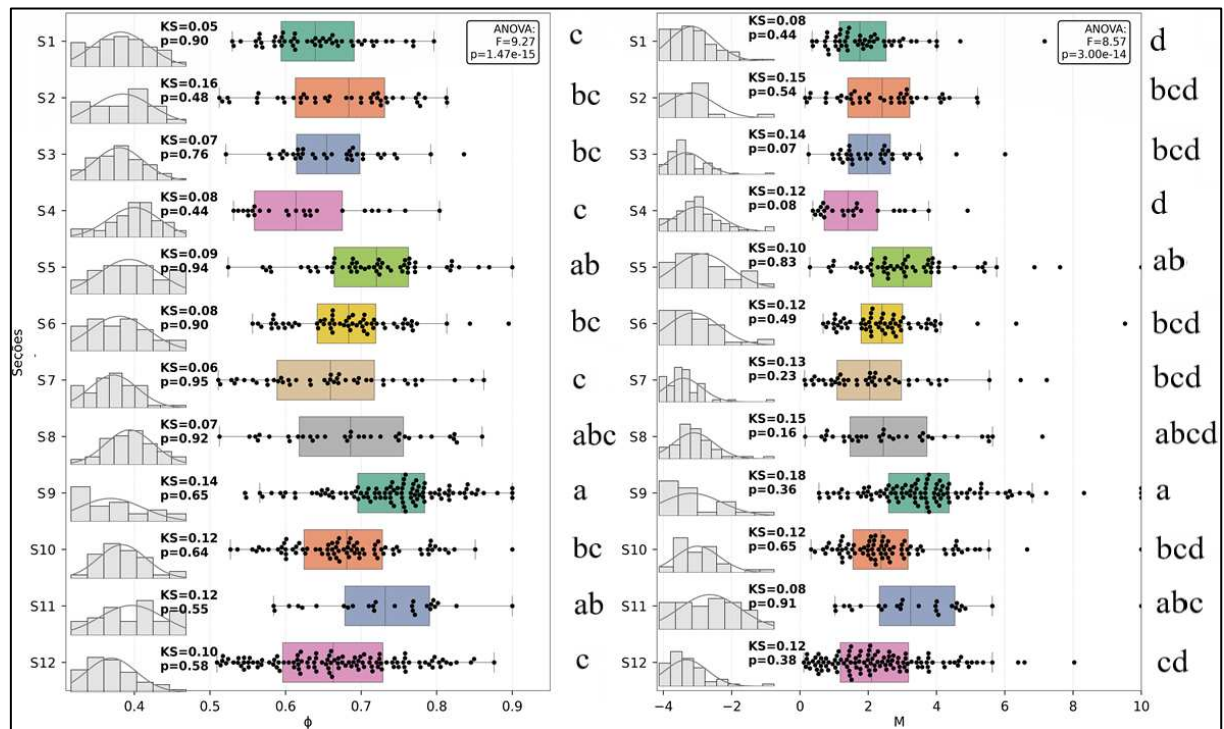 S1
KS=0.05
p=0.90
ANOVA:
F=9.27
p=1.47e-15
c
S2
KS=0.16
p=0.48
bc
S3
KS=0.07
p=0.76
bc
S4
KS=0.08
p=0.44
c
S5
KS=0.09
p=0.94
ab
S6
KS=0.08
p=0.90
bc
S7
KS=0.06
p=0.95
c
S8
KS=0.07
p=0.92
abc
S9
KS=0.14
p=0.65
a
S10
KS=0.12
p=0.64
bc
S11
KS=0.12
p=0.55
ab
S12
KS=0.10
p=0.58
c
Secões
0.4 0.5 0.6 0.7 0.8 0.9
ϕ
S1
KS=0.08
p=0.44
ANOVA:
F=8.57
p=3.00e-14
d
S2
KS=0.15
p=0.54
bcd
S3
KS=0.14
p=0.07
bcd
S4
KS=0.12
p=0.08
d
S5
KS=0.10
p=0.83
ab
S6
KS=0.12
p=0.49
bcd
S7
KS=0.13
p=0.23
bcd
S8
KS=0.15
p=0.16
abcd
S9
KS=0.18
p=0.36
a
S10
KS=0.12
p=0.65
bcd
S11
KS=0.08
p=0.91
abc
S12
KS=0.12
p=0.38
cd
−4 −2 0 2 4 6 8 10
M